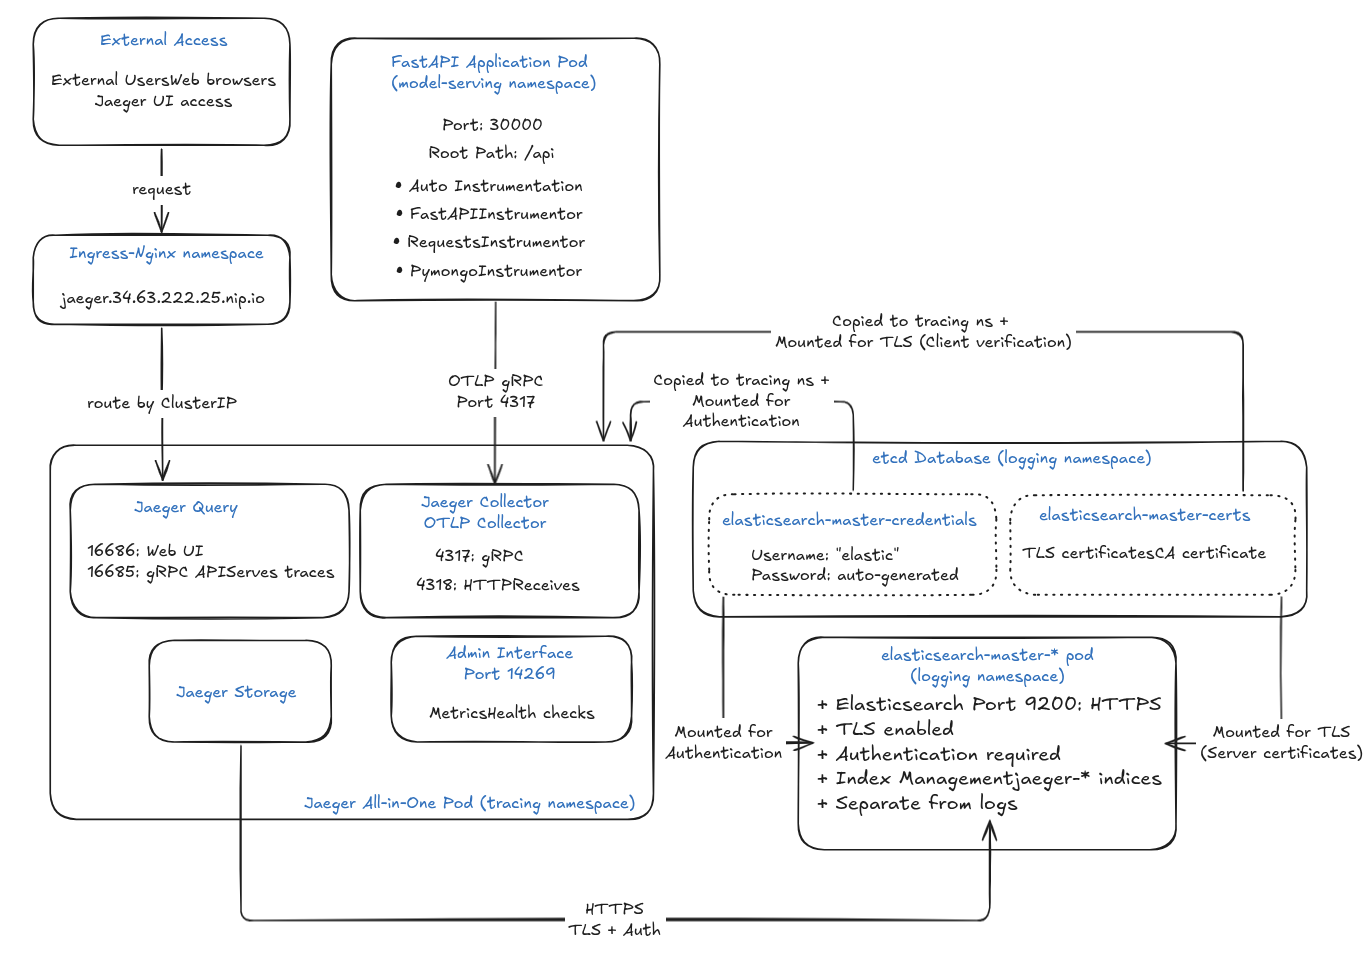 External Access
External UsersWeb browsers
Jaeger UI access
request
Ingress-Nginx namespace
jaeger.34.63.222.25.nip.io
route by ClusterIP
FastAPI Application Pod
(model-serving namespace)
Port: 30000
Root Path: /api
• Auto Instrumentation
• FastAPIInstrumentor
• RequestsInstrumentor
• PymongoInstrumentor
OTLP gRPC
Port 4317
Copied to tracing ns +
Mounted for TLS (Client verification)
Copied to tracing ns +
Mounted for
Authentication
Jaeger Query
16686: Web UI
16685: gRPC APIServes traces
Jaeger Collector
OTLP Collector
4317: gRPC
4318: HTTPReceives
Jaeger Storage
Admin Interface
Port 14269
MetricsHealth checks
Jaeger All-in-One Pod (tracing namespace)
etcd Database (logging namespace)
elasticsearch-master-credentials
Username: "elastic"
Password: auto-generated
elasticsearch-master-certs
TLS certificatesCA certificate
Mounted for
Authentication
elasticsearch-master-* pod
(logging namespace)
+ Elasticsearch Port 9200: HTTPS
+ TLS enabled
+ Authentication required
+ Index Managementjaeger-* indices
+ Separate from logs
Mounted for TLS
(Server certificates)
HTTPS
TLS + Auth